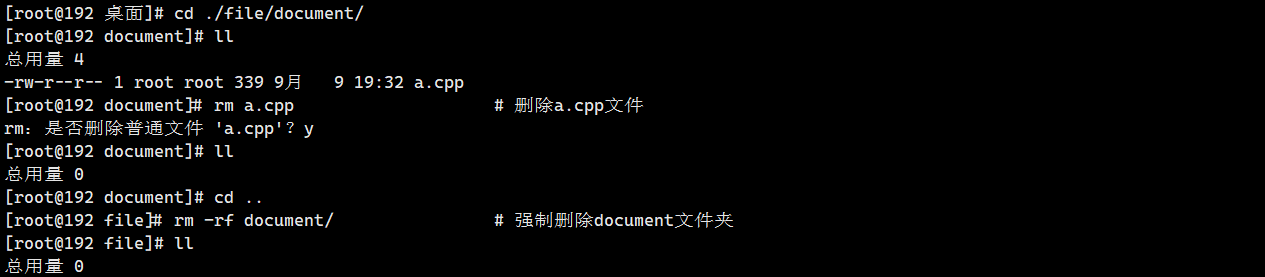 [root@192 桌面]# cd ./file/document/
[root@192 document]# ll
总用量 4
-rw-r--r-- 1 root root 339 9月   9 19:32 a.cpp
[root@192 document]# rm a.cpp                    # 删除a.cpp文件
rm：是否删除普通文件 'a.cpp'？y
[root@192 document]# ll
总用量 0
[root@192 document]# cd ..
[root@192 file]# rm -rf document/                # 强制删除document文件夹
[root@192 file]# ll
总用量 0